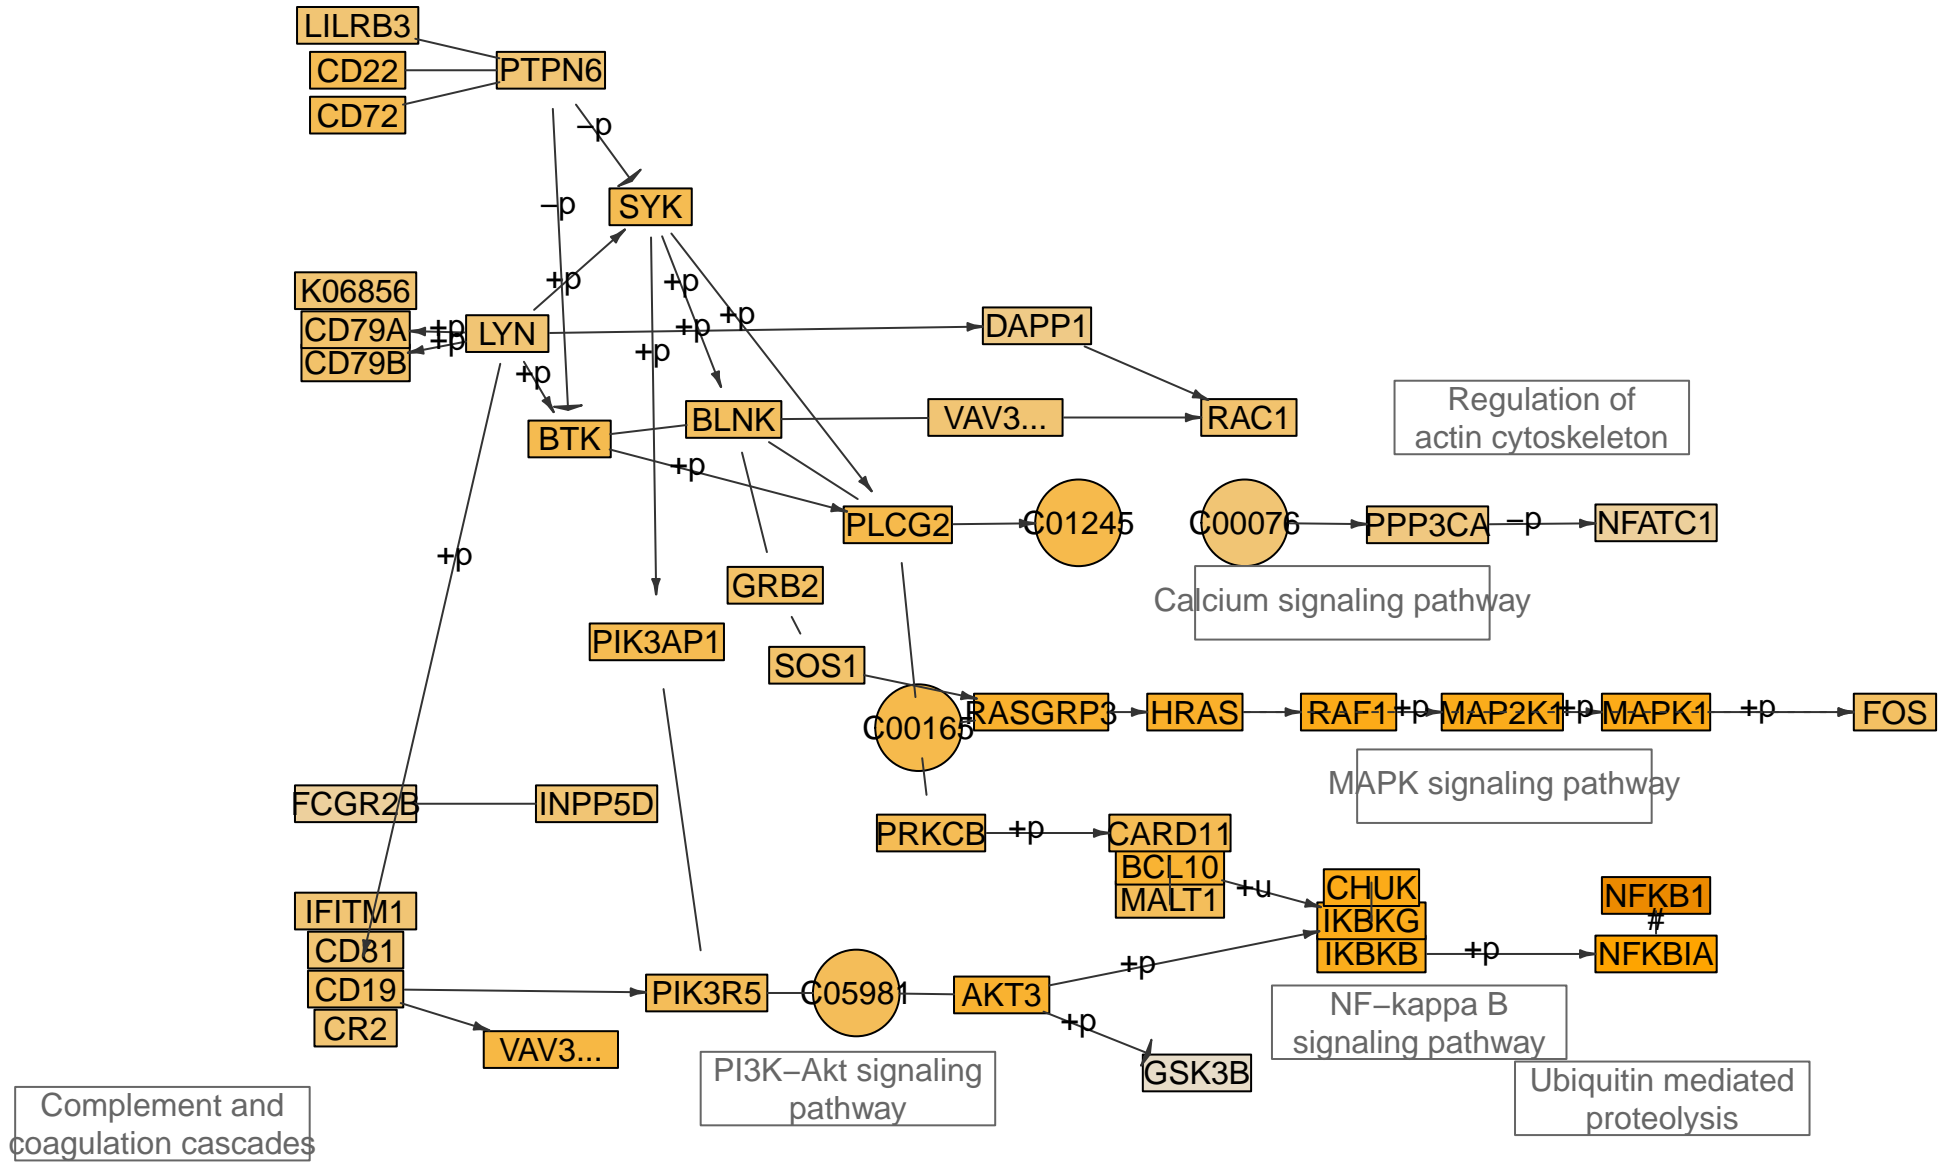 LILRB3
CD22
PTPN6
CD72
–p
SYK
–p
+p
+p
K06856
+p
CD79A
+p
LYN
+p
DAPP1
+p
CD79B
+p
+p
Regulation of
actin cytoskeleton
BTK
BLNK
VAV3...
RAC1
+p
PLCG2
C01245
C00076
PPP3CA
–p
NFATC1
+p
GRB2
Calcium signaling pathway
PIK3AP1
SOS1
C00165
RASGRP3
HRAS
RAF1
+p
MAP2K1
+p
MAPK1
+p
FOS
MAPK signaling pathway
FCGR2B
INPP5D
PRKCB
+p
CARD11
BCL10
MALT1
+u
CHUK
IKBKG
IKBKB
+p
NFKB1
#
NFKBIA
IFITM1
CD81
CD19
CR2
VAV3...
PIK3R5
C05981
AKT3
+p
+p
GSK3B
NF–kappa B
signaling pathway
PI3K–Akt signaling
pathway
Ubiquitin mediated
proteolysis
Complement and
coagulation cascades